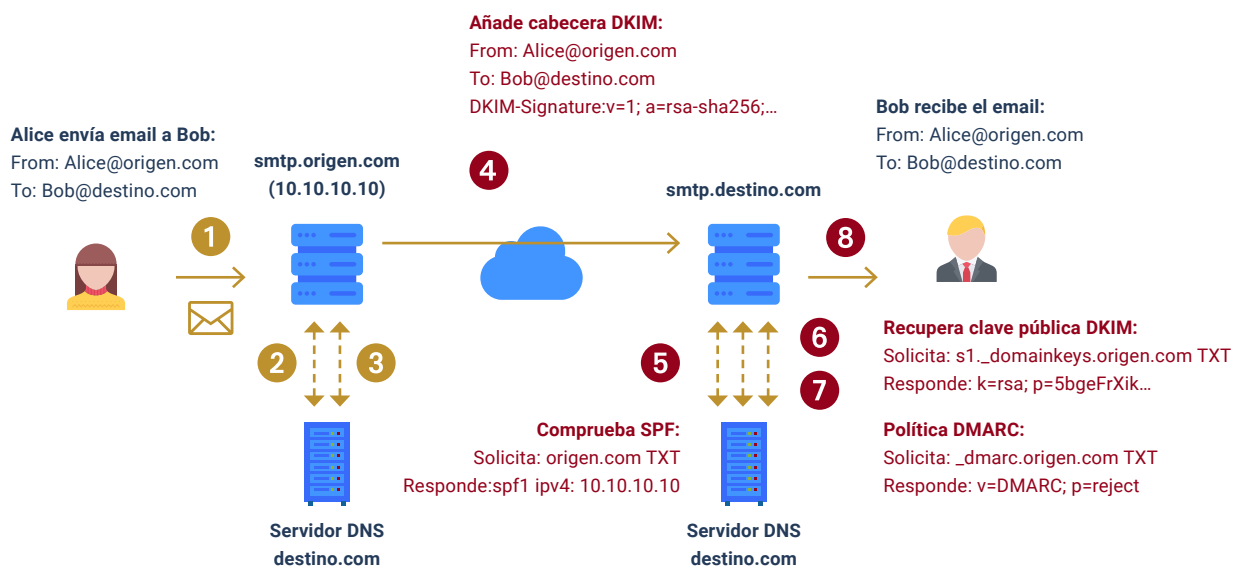 Añade cabecera DKIM:
From: Alice@origen.com
To: Bob@destino.com
DKIM-Signature:v=1; a=rsa-sha256;...
Alice envía email a Bob:
From: Alice@origen.com
To: Bob@destino.com
smtp.origen.com
(10.10.10.10)
4
smtp.destino.com
Bob recibe el email:
From: Alice@origen.com
To: Bob@destino.com
1
8
2
3
5
6
7
Recupera clave pública DKIM:
Solicita: s1._domainkeys.origen.com TXT
Responde: k=rsa; p=5bgeFrXik...
Comprueba SPF:
Solicita: origen.com TXT
Responde:spf1 ipv4: 10.10.10.10
Política DMARC:
Solicita: _dmarc.origen.com TXT
Responde: v=DMARC; p=reject
Servidor DNS
destino.com
Servidor DNS
destino.com